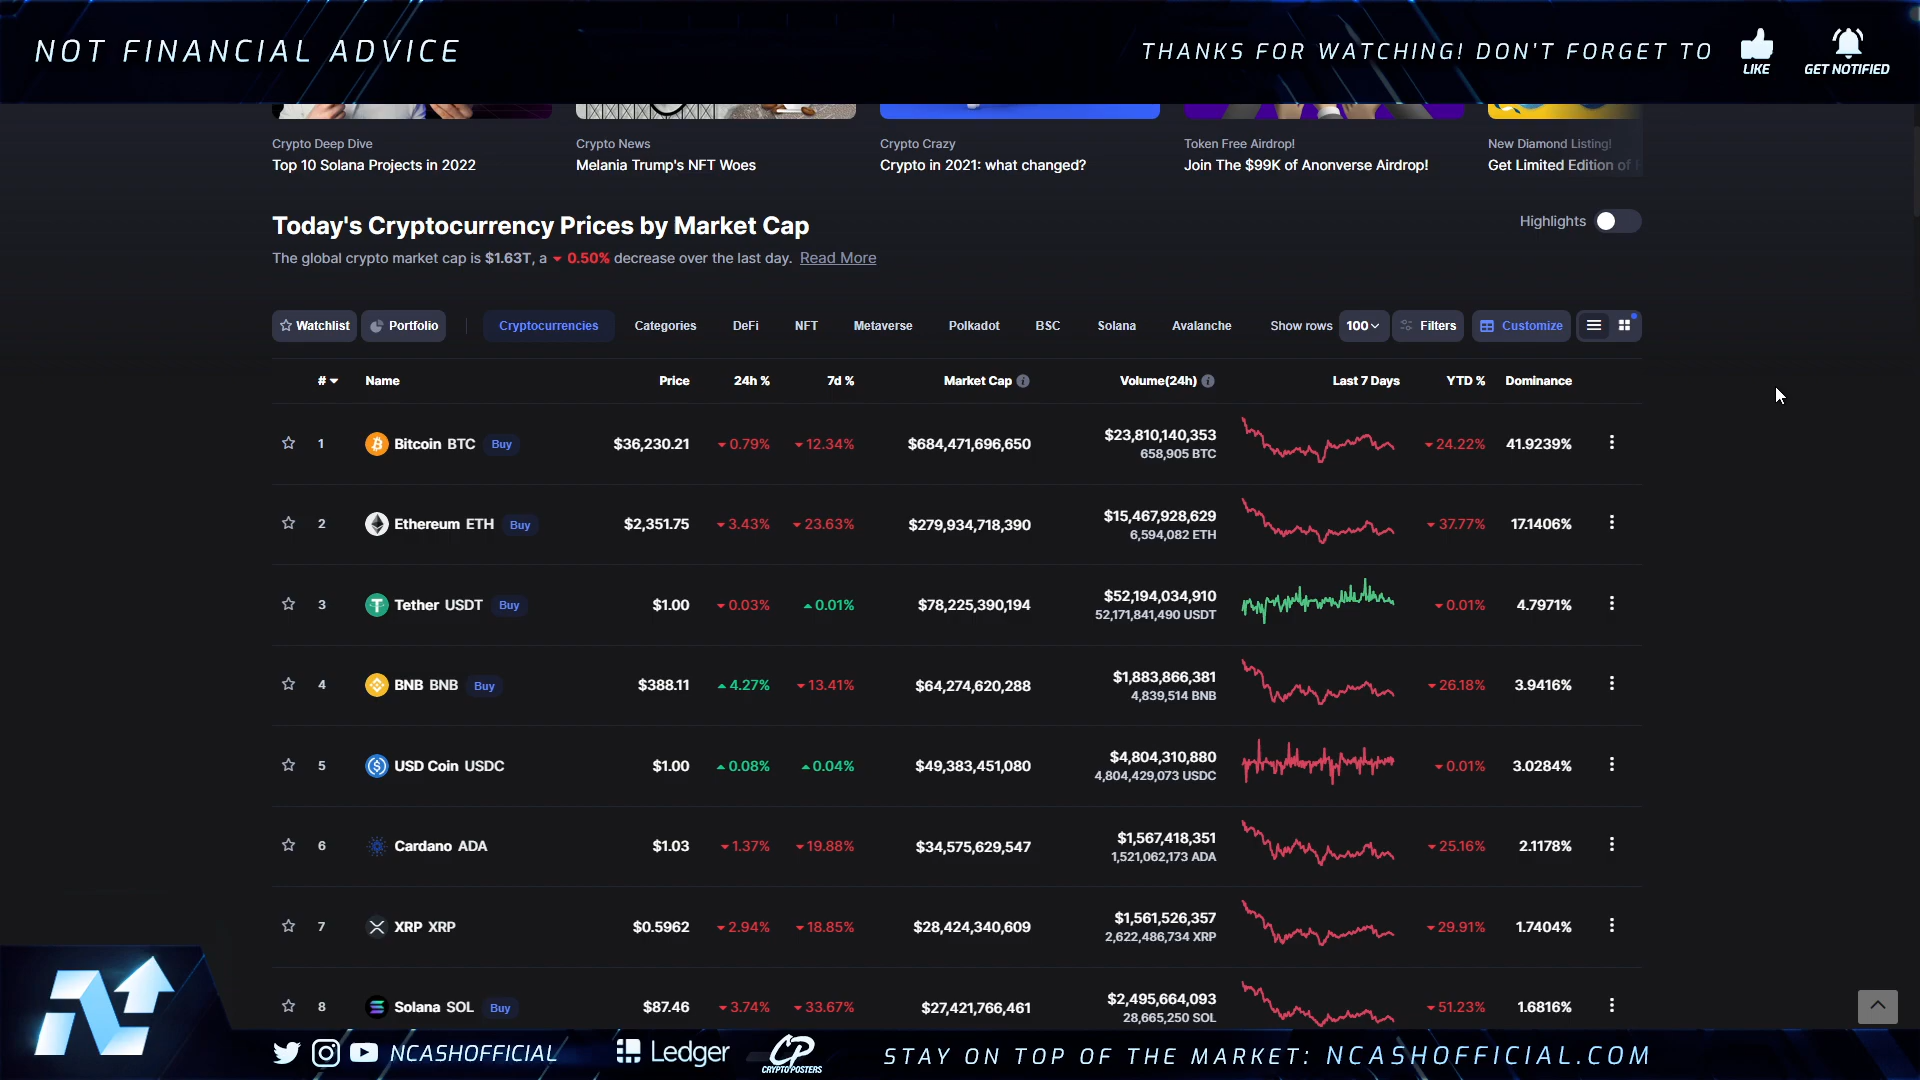 NOT FINANCIAL ADVICE
THANKS FOR WATCHING! DON'T FORGET TO
LIKE
GET NOTIFIED
Crypto Deep Dive
Top 10 Solana Projects in 2022
Crypto News
Melania Trump's NFT Woes
Crypto Crazy
Crypto in 2021: what changed?
Token Free Airdrop!
Join The $99K of Anonverse Airdrop!
New Diamond Listing!
Get Limited Edition of
Today's Cryptocurrency Prices by Market Cap
Highlights
The global crypto market cap is $1.63T, a 0.50% decrease over the last day. Read More
Watchlist Portfolio Cryptocurrencies Categories DeFi NFT Metaverse Polkadot BSC Solana Avalanche Show rows 100 Filters Customize
# Name Price 24h % 7d % Market Cap Volume(24h) Last 7 Days YTD % Dominance
1 Bitcoin BTC Buy $36,230.21 0.79% 12.34% $684,471,696,650 $23,810,140,353 24.22% 41.9239%
658,905 BTC
2 Ethereum ETH Buy $2,351.75 3.43% 23.63% $279,934,718,390 $15,467,928,629 37.77% 17.1406%
6,594,082 ETH
3 Tether USDT Buy $1.00 0.03% 0.01% $78,225,390,194 $52,194,034,910 0.01% 4.7971%
52,171,841,490 USDT
4 BNB BNB Buy $388.11 4.27% 13.41% $64,274,620,288 $1,883,866,381 26.18% 3.9416%
4,839,514 BNB
5 USD Coin USDC $1.00 0.08% 0.04% $49,383,451,080 $4,804,310,880 0.01% 3.0284%
4,804,429,073 USDC
6 Cardano ADA $1.03 1.37% 19.88% $34,575,629,547 $1,567,418,351 25.16% 2.1178%
1,521,062,173 ADA
7 XRP XRP $0.5962 2.94% 18.85% $28,424,340,609 $1,561,526,357 29.91% 1.7404%
2,622,486,734 XRP
8 Solana SOL Buy $87.46 3.74% 33.67% $27,421,766,461 $2,495,664,093 51.23% 1.6816%
28,665,250 SOL
NCASHOFFICIAL
Ledger
CP
CRYPTO POSTERS
STAY ON TOP OF THE MARKET: NCASHOFFICIAL.COM